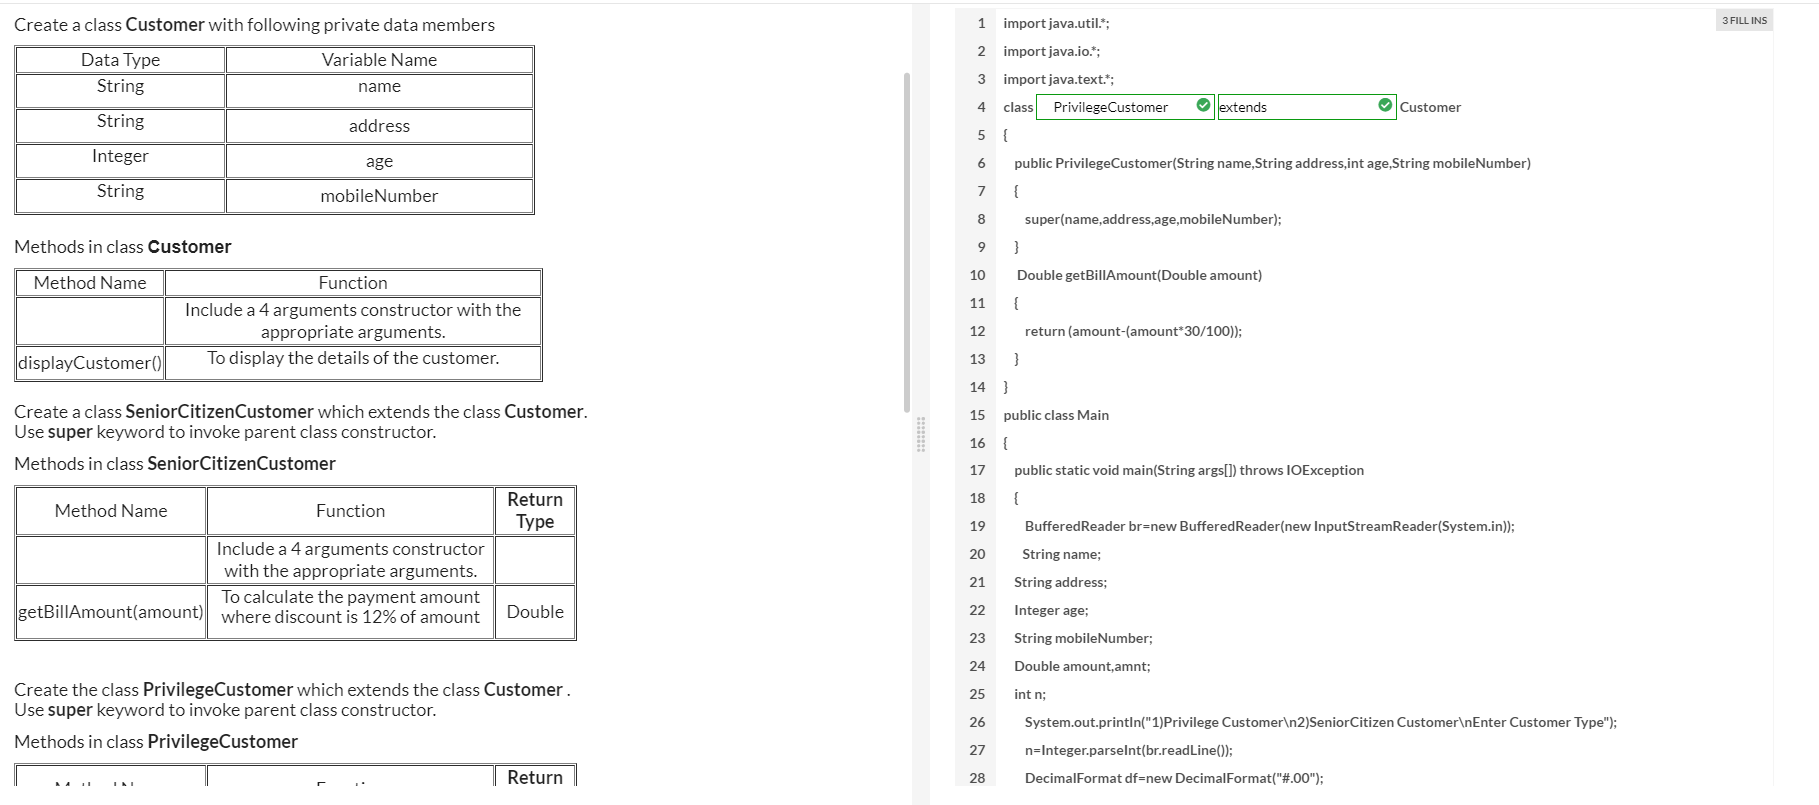 Create a class Customer with following private data members
Data Type Variable Name
String name
String address
Integer age
String mobileNumber
Methods in class Customer
Method Name Function
Include a 4 arguments constructor with the
appropriate arguments.
displayCustomer() To display the details of the customer.
Create a class SeniorCitizenCustomer which extends the class Customer.
Use super keyword to invoke parent class constructor.
Methods in class SeniorCitizenCustomer
Method Name Function Return
Type
Include a 4 arguments constructor
with the appropriate arguments.
getBillAmount(amount) To calculate the payment amount
where discount is 12% of amount Double
Create the class PrivilegeCustomer which extends the class Customer .
Use super keyword to invoke parent class constructor.
Methods in class PrivilegeCustomer
Return
3 FILL INS
1 import java.util.*;
2 import java.io.*;
3 import java.text.*;
4 class PrivilegeCustomer extends Customer
5 {
6 public PrivilegeCustomer(String name,String address,int age,String mobileNumber)
7 {
8 super(name,address,age,mobileNumber);
9 }
10 Double getBillAmount(Double amount)
11 {
12 return (amount-(amount*30/100));
13 }
14 }
15 public class Main
16 {
17 public static void main(String args[]) throws IOException
18 {
19 BufferedReader br=new BufferedReader(new InputStreamReader(System.in));
20 String name;
21 String address;
22 Integer age;
23 String mobileNumber;
24 Double amount,amnt;
25 int n;
26 System.out.println("1)Privilege Customer\n2)SeniorCitizen Customer\nEnter Customer Type");
27 n=Integer.parseInt(br.readLine());
28 DecimalFormat df=new DecimalFormat("#.00");